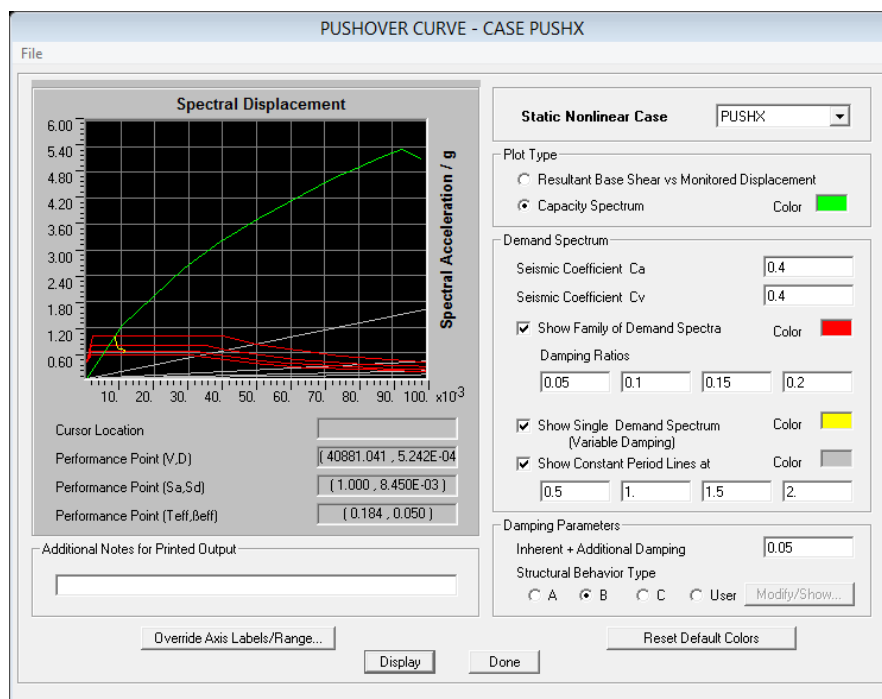 PUSHOVER CURVE - CASE PUSHX
File
Spectral Displacement
6.00
5.40
4.80
4.20
3.60
3.00
2.40
1.80
1.20
0.60
Spectral Acceleration / g
10. 20. 30. 40. 50. 60. 70. 80. 90. 100. x10³
Cursor Location
Performance Point (V,D) ( 40881.041 , 5.242E-04
Performance Point (Sa,Sd) ( 1.000 , 8.450E-03 )
Performance Point (Teff,ßeff) ( 0.184 , 0.050 )
Additional Notes for Printed Output
Override Axis Labels/Range...
Static Nonlinear Case PUSHX
Plot Type
Resultant Base Shear vs Monitored Displacement
Capacity Spectrum Color
Demand Spectrum
Seismic Coefficient Ca 0.4
Seismic Coefficient Cv 0.4
Show Family of Demand Spectra Color
Damping Ratios
0.05 0.1 0.15 0.2
Show Single Demand Spectrum Color
(Variable Damping)
Show Constant Period Lines at Color
0.5 1. 1.5 2.
Damping Parameters
Inherent + Additional Damping 0.05
Structural Behavior Type
A B C User Modify/Show...
Reset Default Colors
Display Done